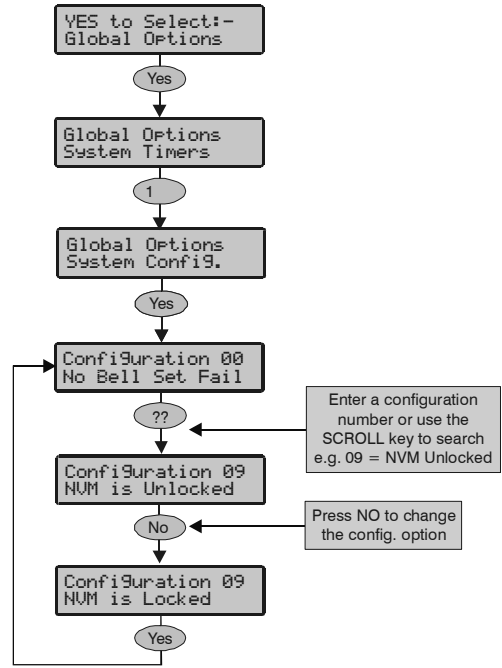 YES to Select:-
Global Options
Yes
Global Options
System Timers
1
Global Options
System Config.
Yes
Configuration 00
No Bell Set Fail
??
Enter a configuration
number or use the
SCROLL key to search
e.g. 09 = NVM Unlocked
Configuration 09
NVM is Unlocked
No
Press NO to change
the config. option
Configuration 09
NVM is Locked
Yes